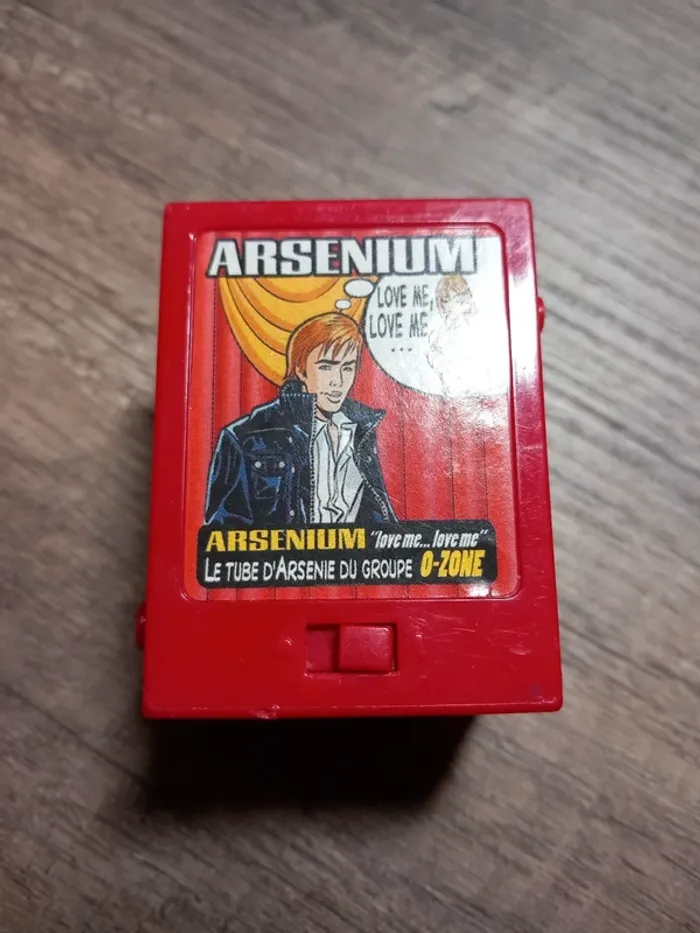 ARSENIUM
LOVE ME,
LOVE ME
...
ARSENIUM "love me... love me"
LE TUBE D'ARSENIE DU GROUPE O-ZONE